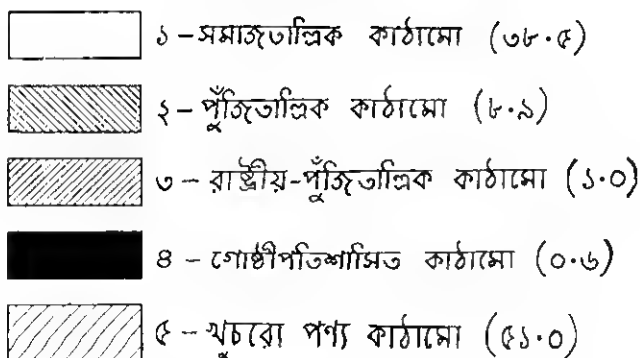 ১ – সমাজতান্ত্রিক কাঠামো (৩৮·৫)
২ – পুঁজিতান্ত্রিক কাঠামো (৮·৯)
৩ – রাষ্ট্রীয়-পুঁজিতান্ত্রিক কাঠামো (১·০)
৪ – গোষ্ঠীপতিশাসিত কাঠামো (০·৬)
৫ – খুচরো পণ্য কাঠামো (৫১·০)